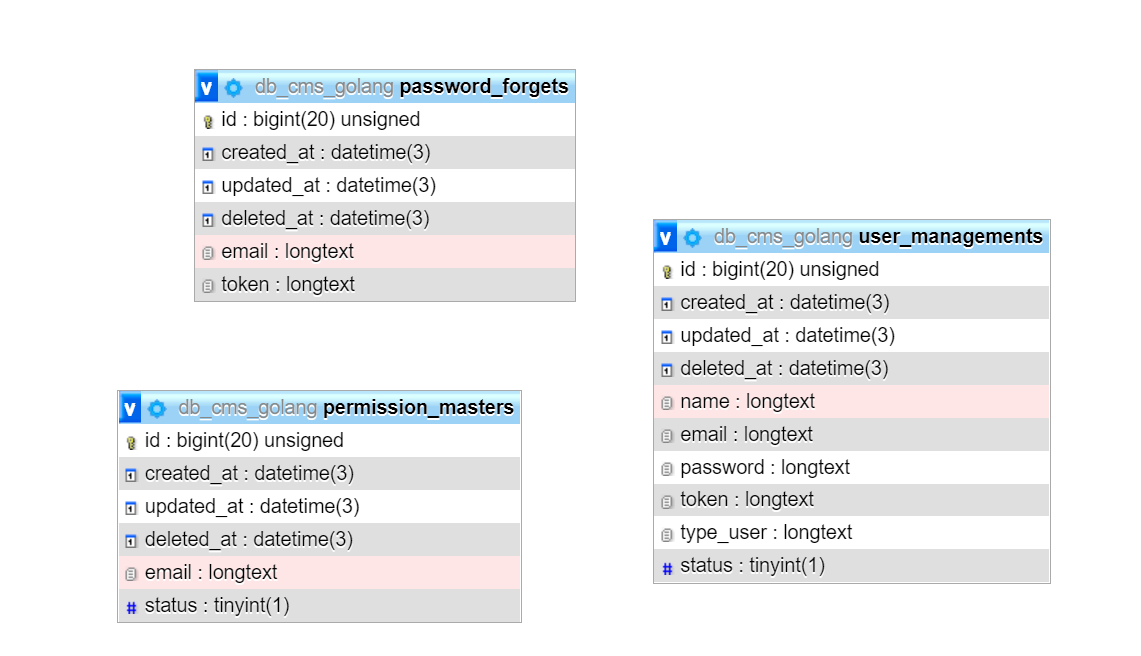 db_cms_golang password_forgets
id : bigint(20) unsigned
created_at : datetime(3)
updated_at : datetime(3)
deleted_at : datetime(3)
email : longtext
token : longtext
db_cms_golang permission_masters
id : bigint(20) unsigned
created_at : datetime(3)
updated_at : datetime(3)
deleted_at : datetime(3)
email : longtext
# status : tinyint(1)
db_cms_golang user_managements
id : bigint(20) unsigned
created_at : datetime(3)
updated_at : datetime(3)
deleted_at : datetime(3)
name : longtext
email : longtext
password : longtext
token : longtext
type_user : longtext
# status : tinyint(1)